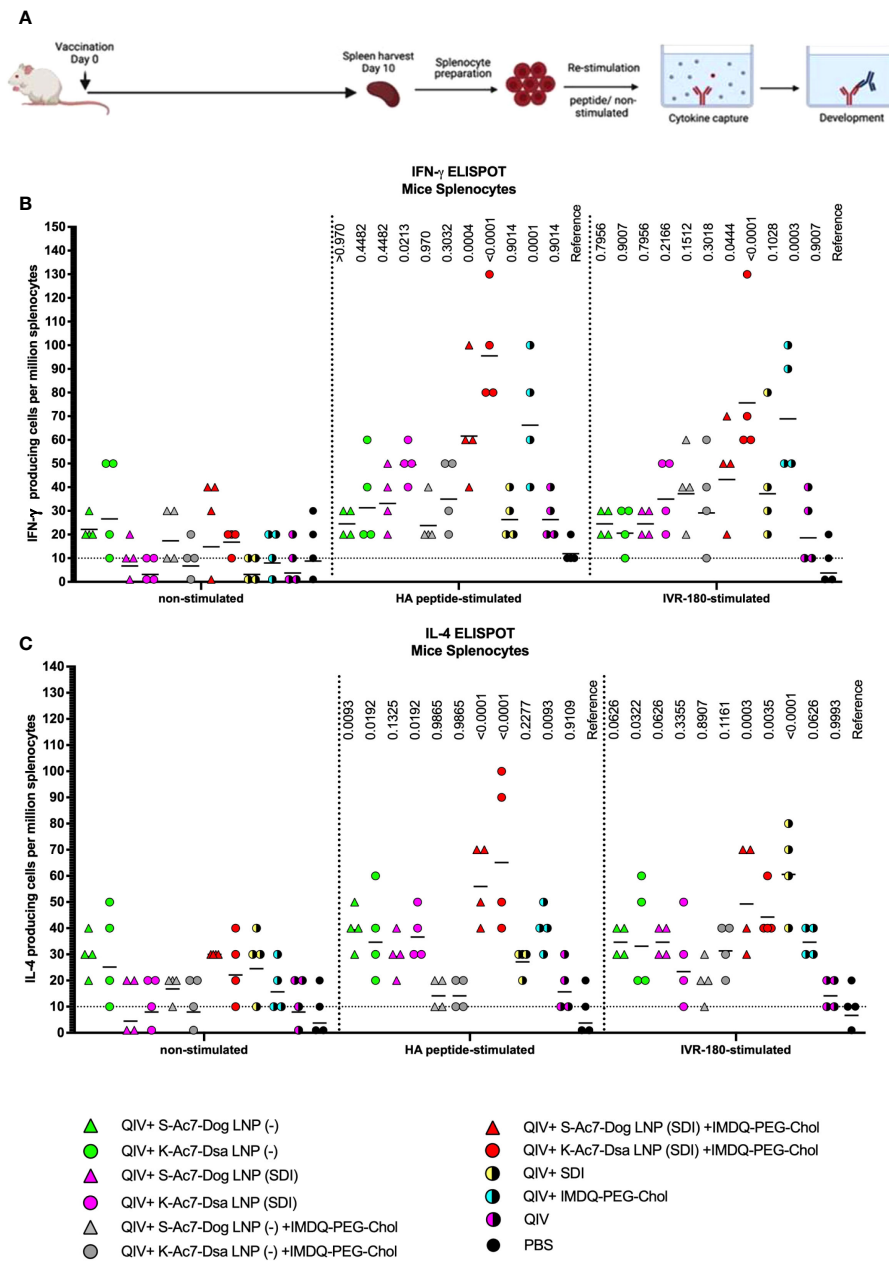 A
Vaccination
Day 0
Spleen harvest
Day 10
Splenocyte
preparation
Re-stimulation
peptide/ non-
stimulated
Cytokine capture
Development
IFN-γ ELISPOT
Mice Splenocytes
B
IFN-γ producing cells per million splenocytes
150
140
130
120
110
100
90
80
70
60
50
40
30
20
10
0
>0.970
0.4482
0.4482
0.0213
0.970
0.3032
0.0004
<0.0001
0.9014
0.0001
0.9014
Reference
0.7956
0.9007
0.7956
0.2166
0.1512
0.3018
0.0444
<0.0001
0.1028
0.0003
0.9007
Reference
non-stimulated
HA peptide-stimulated
IVR-180-stimulated
C
IL-4 ELISPOT
Mice Splenocytes
IL-4 producing cells per million splenocytes
140
130
120
110
100
90
80
70
60
50
40
30
20
10
0
0.0093
0.0192
0.1325
0.0192
0.9865
0.9865
<0.0001
<0.0001
0.2277
0.0093
0.9109
Reference
0.0626
0.0322
0.0626
0.3355
0.8907
0.1161
0.0003
0.0035
<0.0001
0.0626
0.9993
Reference
non-stimulated
HA peptide-stimulated
IVR-180-stimulated
QIV+ S-Ac7-Dog LNP (-)
QIV+ K-Ac7-Dsa LNP (-)
QIV+ S-Ac7-Dog LNP (SDI)
QIV+ K-Ac7-Dsa LNP (SDI)
QIV+ S-Ac7-Dog LNP (-) +IMDQ-PEG-Chol
QIV+ K-Ac7-Dsa LNP (-) +IMDQ-PEG-Chol
QIV+ S-Ac7-Dog LNP (SDI) +IMDQ-PEG-Chol
QIV+ K-Ac7-Dsa LNP (SDI) +IMDQ-PEG-Chol
QIV+ SDI
QIV+ IMDQ-PEG-Chol
QIV
PBS